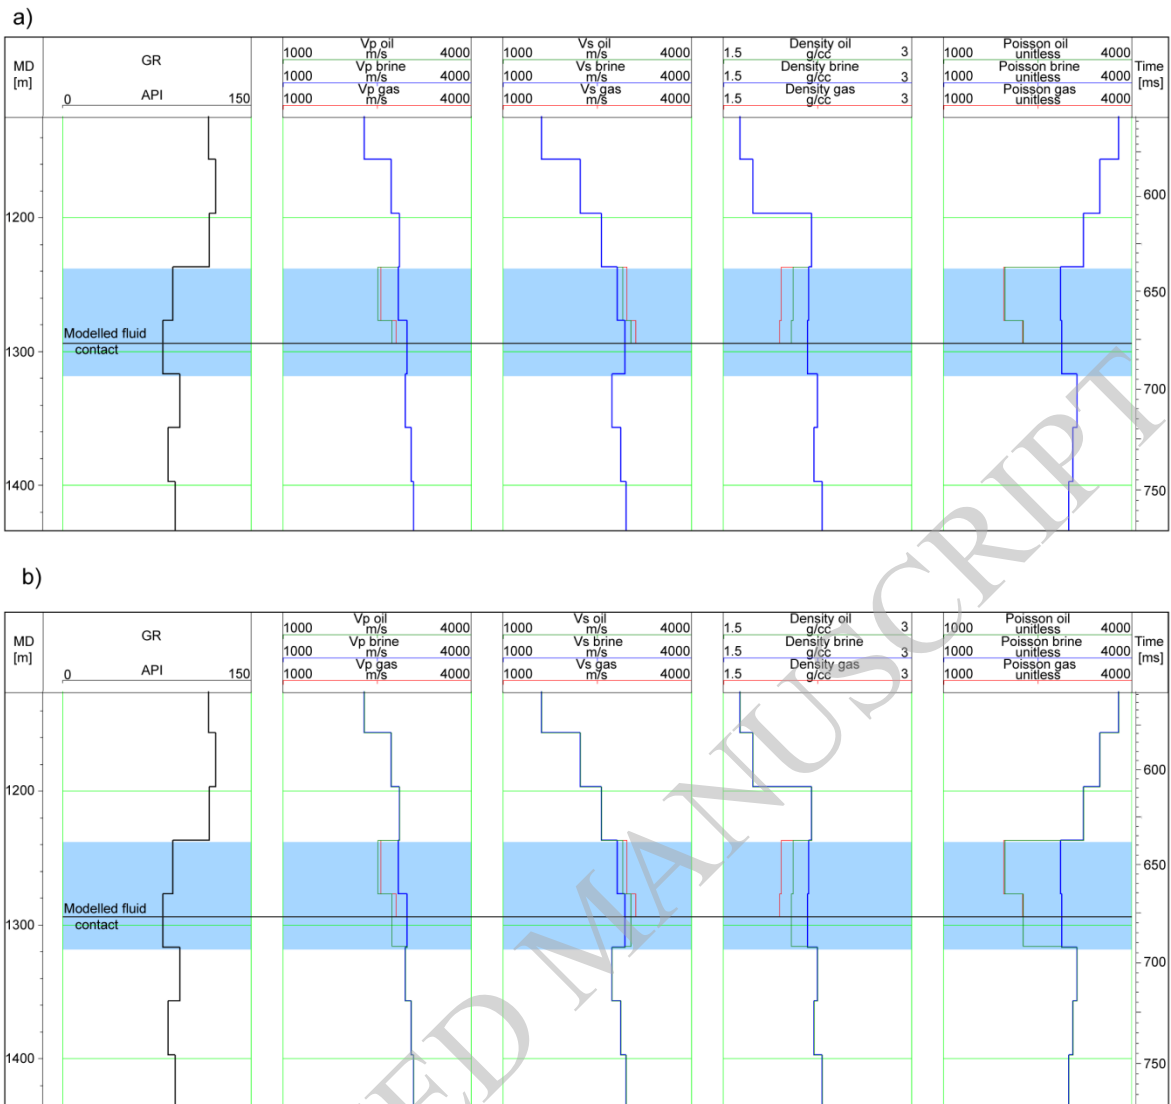 a)
MD [m] GR API 0 150 Vp oil 1000 m/s 4000 Vs oil 1000 m/s 4000 Density oil 1.5 g/cc 3 Poisson oil 1000 unitless 4000 Time [ms]
Vp brine 1000 m/s 4000 Vs brine 1000 m/s 4000 Density brine 1.5 g/cc 3 Poisson brine 1000 unitless 4000
Vp gas 1000 m/s 4000 Vs gas 1000 m/s 4000 Density gas 1.5 g/cc 3 Poisson gas 1000 unitless 4000
600
1200
650
Modelled fluid
contact
1300
700
1400
750
b)
MD [m] GR API 0 150 Vp oil 1000 m/s 4000 Vs oil 1000 m/s 4000 Density oil 1.5 g/cc 3 Poisson oil 1000 unitless 4000 Time [ms]
Vp brine 1000 m/s 4000 Vs brine 1000 m/s 4000 Density brine 1.5 g/cc 3 Poisson brine 1000 unitless 4000
Vp gas 1000 m/s 4000 Vs gas 1000 m/s 4000 Density gas 1.5 g/cc 3 Poisson gas 1000 unitless 4000
600
1200
650
Modelled fluid
contact
1300
700
1400
750
ED MANUSCRIPT